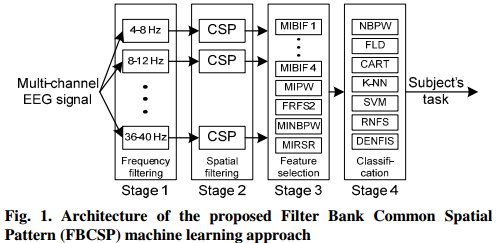 Multi-channel
EEG signal
4-8 Hz
8-12 Hz
36-40 Hz
Frequency
filtering
Stage 1
CSP
CSP
CSP
Spatial
filtering
Stage 2
MIBIF 1
MIBIF 4
MIPW
FRFS2
MINBPW
MIRSR
Feature
selection
Stage 3
NBPW
FLD
CART
K-NN
SVM
RNFS
DENFIS
Classifi-
cation
Stage 4
Subject's
task
Fig. 1. Architecture of the proposed Filter Bank Common Spatial
Pattern (FBCSP) machine learning approach